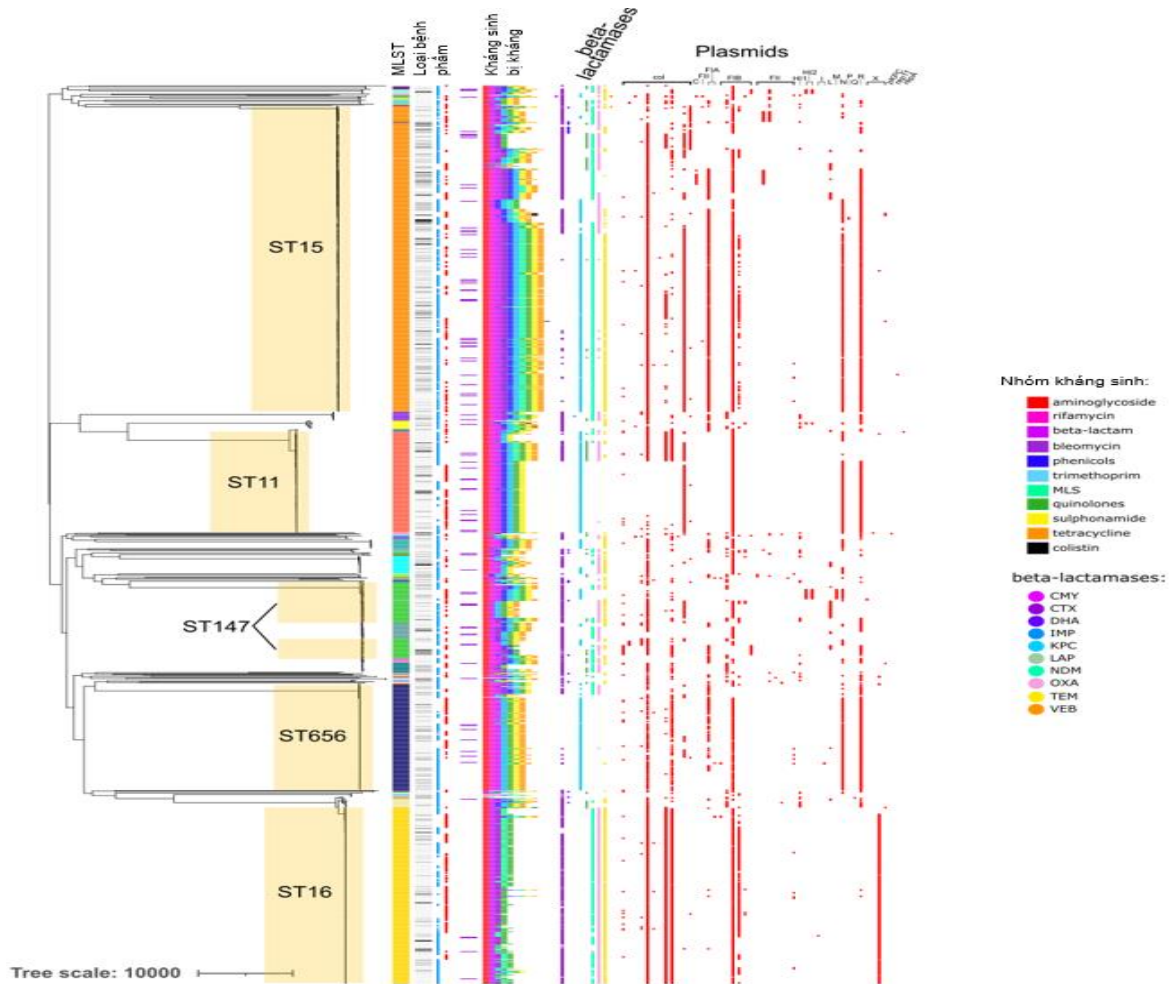 MLST
Loại bệnh
phẩm
Kháng sinh
bị kháng
beta-
lactamases
Plasmids
col
FII
FIA
FIB
FII
HI1
HI2
I
L
M
N
P
Q
R
X
ST15
ST11
ST147
ST656
ST16
Tree scale: 10000
Nhóm kháng sinh:
aminoglycoside
rifamycin
beta-lactam
bleomycin
phenicols
trimethoprim
MLS
quinolones
sulphonamide
tetracycline
colistin
beta-lactamases:
CMY
CTX
DHA
IMP
KPC
LAP
NDM
OXA
TEM
VEB